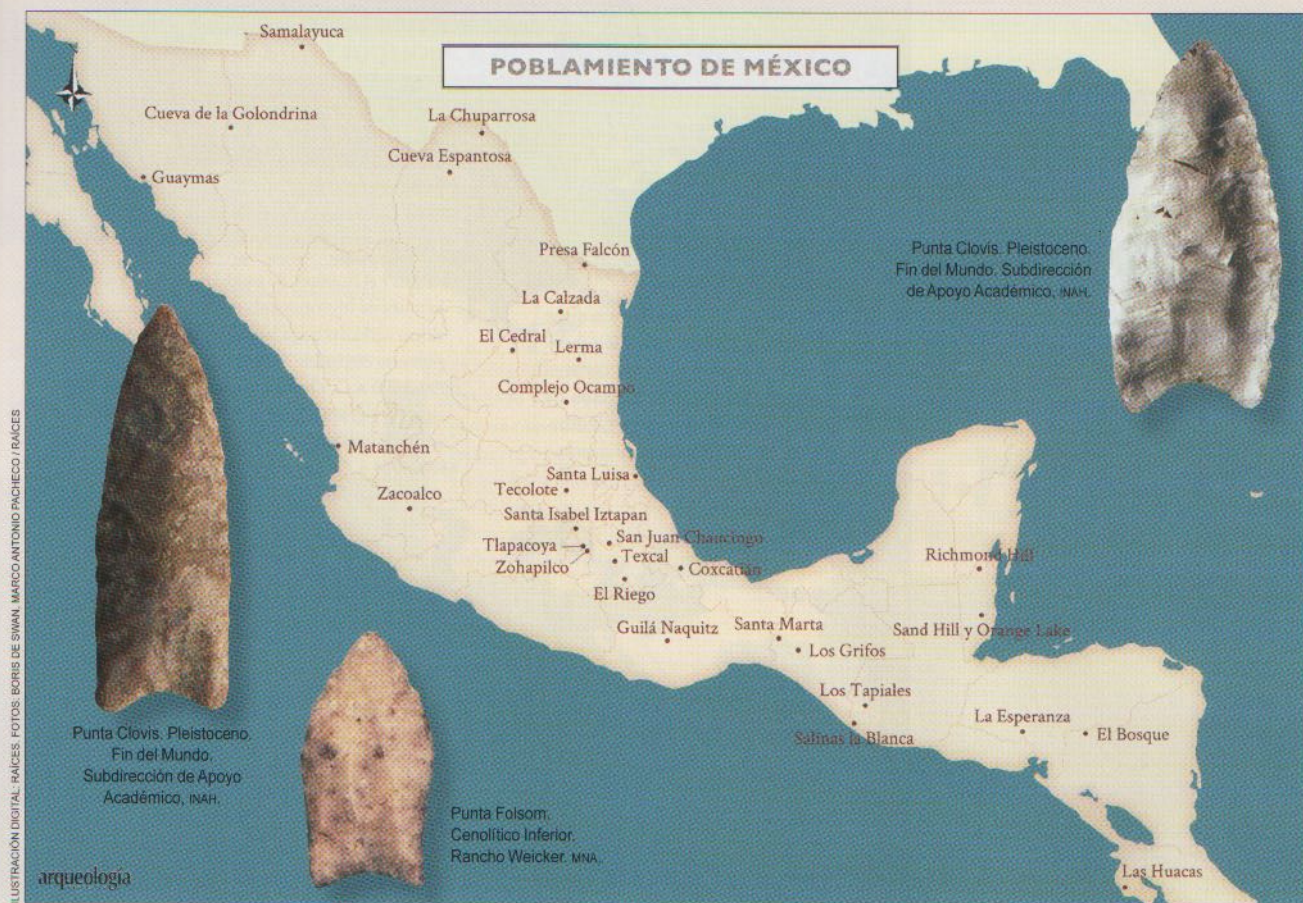 POBLAMIENTO DE MÉXICO
Samalayuca
Cueva de la Golondrina
La Chuparrosa
Cueva Espantosa
Guaymas
Presa Falcón
Punta Clovis. Pleistoceno.
Fin del Mundo. Subdirección
de Apoyo Académico, INAH.
La Calzada
El Cedral
Lerma
Complejo Ocampo
Matanchén
Santa Luisa
Tecolote
Zacoalco
Santa Isabel Iztapan
San Juan Chaucingo
Tlapacoya
Texcal
Zohapilco
Coxcatlán
El Riego
Richmond Hill
Guilá Naquitz
Santa Marta
Sand Hill y Orange Lake
Los Grifos
Los Tapiales
La Esperanza
Salinas la Blanca
El Bosque
Punta Clovis. Pleistoceno.
Fin del Mundo.
Subdirección de Apoyo
Académico, INAH.
Punta Folsom.
Cenolítico Inferior.
Rancho Weicker. MNA.
Las Huacas
arqueología
ILUSTRACIÓN DIGITAL: RAÍCES. FOTOS: BORIS DE SWAN. MARCO ANTONIO PACHECO / RAÍCES